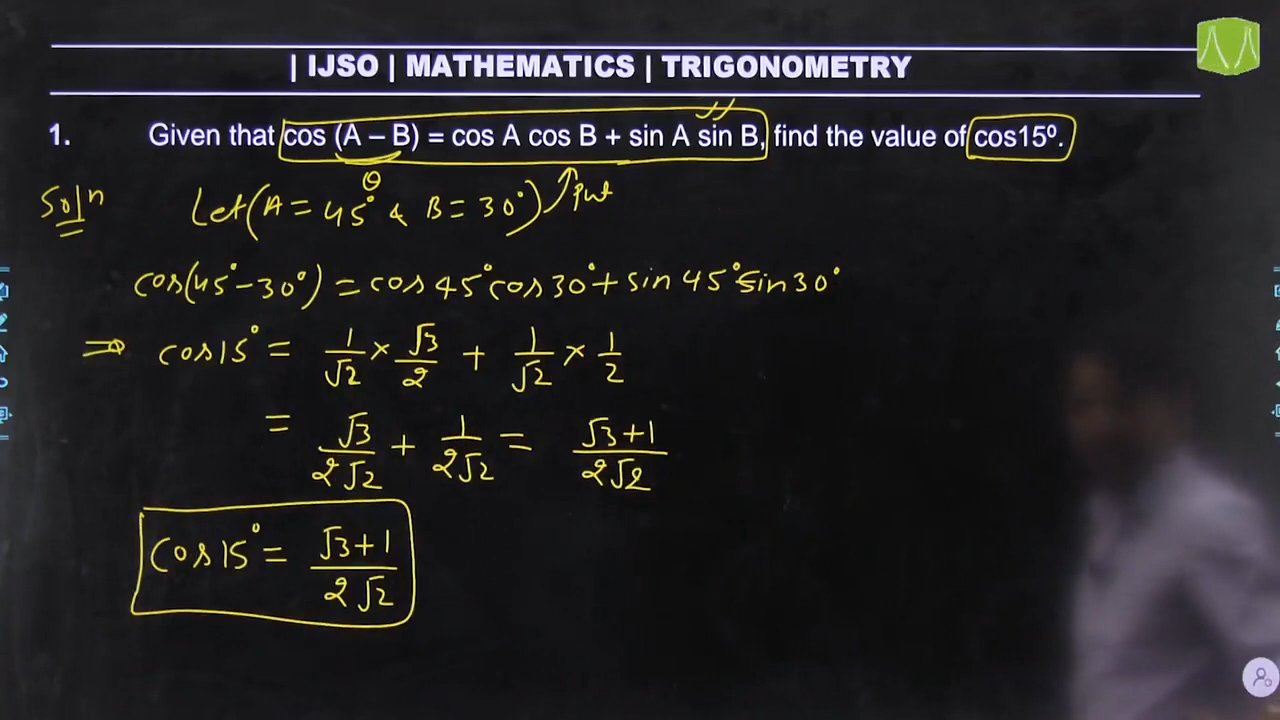 | IJSO | MATHEMATICS | TRIGONOMETRY
1. Given that cos (A – B) = cos A cos B + sin A sin B, find the value of cos15º.
Soln Let (A = 45° & B = 30°) Put
θ
cos(45° - 30°) = cos 45° cos 30° + sin 45° sin 30°
⇒ cos 15° = 1/√2 × √3/2 + 1/√2 × 1/2
= √3/2√2 + 1/2√2 = √3+1/2√2
cos 15° = √3+1/2√2